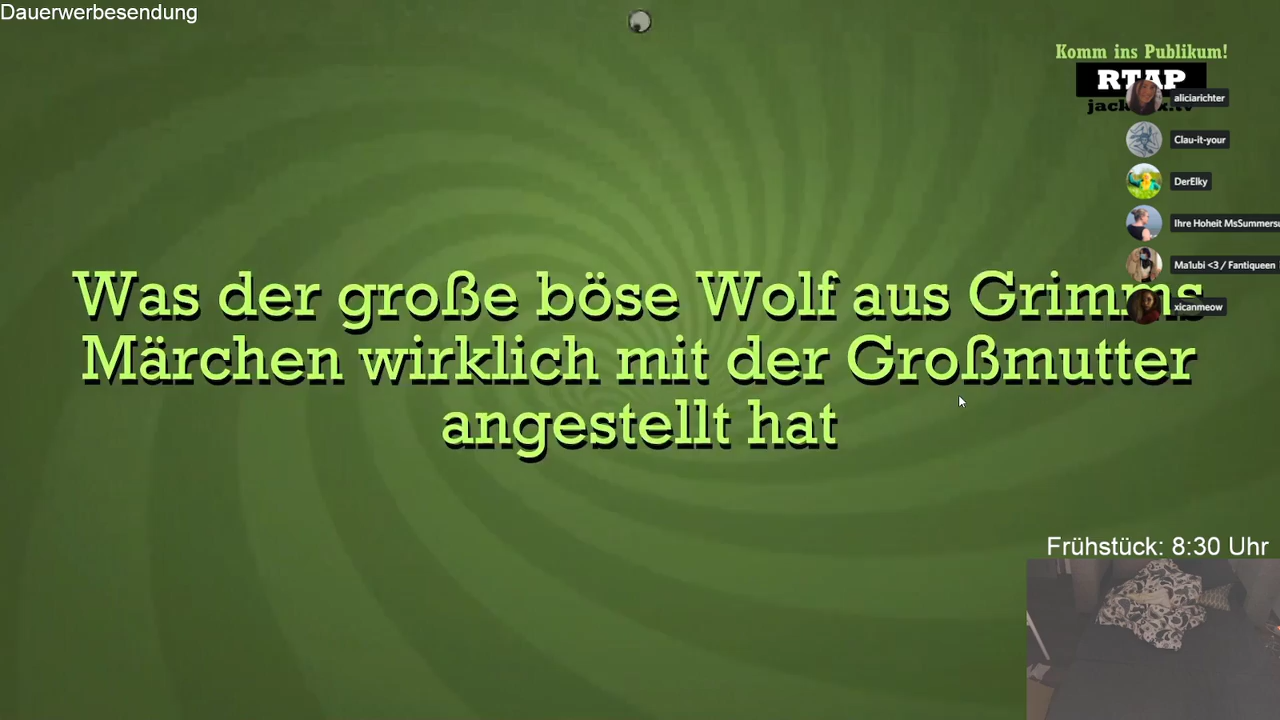 Dauerwerbesendung
Komm ins Publikum!
RTAP
aliciarichter
Clau-it-your
DerElky
Ihre Hoheit MsSummers
Ma1ubi <3 / Fantiqueen
xicanmeow
Was der große böse Wolf aus Grimms
Märchen wirklich mit der Großmutter
angestellt hat
Frühstück: 8:30 Uhr